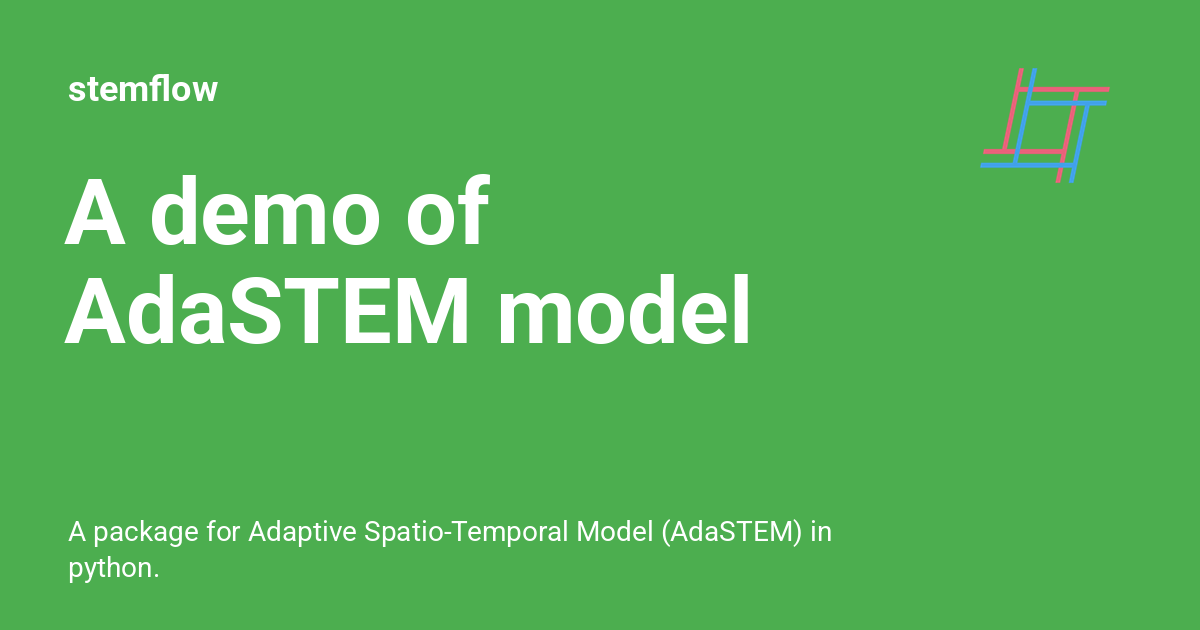 stemflow
A demo of
AdaSTEM model
A package for Adaptive Spatio-Temporal Model (AdaSTEM) in
python.